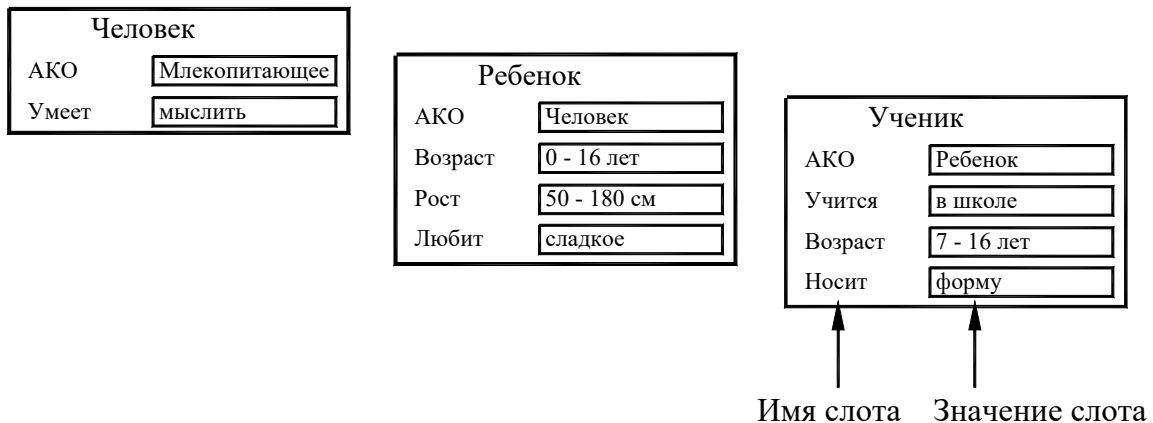 Человек
АКО Млекопитающее
Умеет мыслить
Ребенок
АКО Человек
Возраст 0 - 16 лет
Рост 50 - 180 см
Любит сладкое
Ученик
АКО Ребенок
Учится в школе
Возраст 7 - 16 лет
Носит форму
Имя слота Значение слота